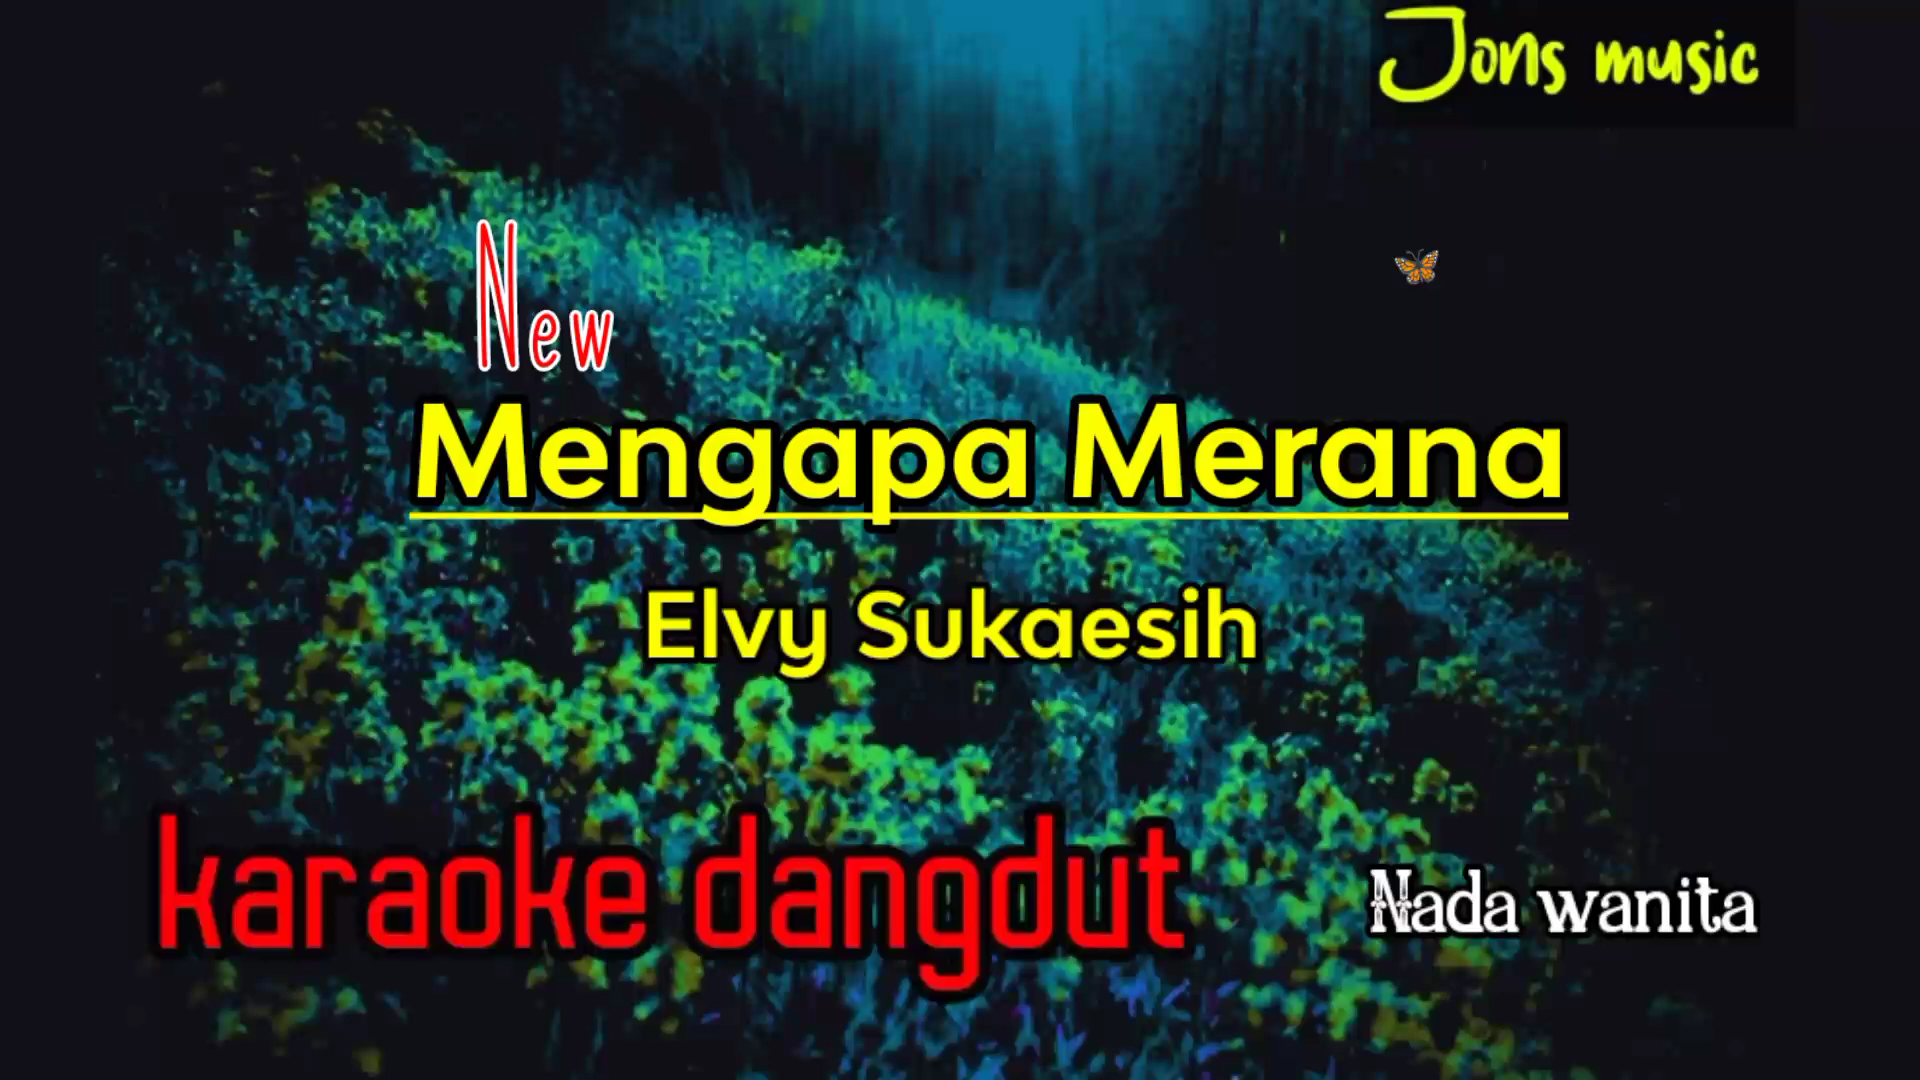 Jons music
New
Mengapa Merana
Elvy Sukaesih
karaoke dangdut
Nada wanita